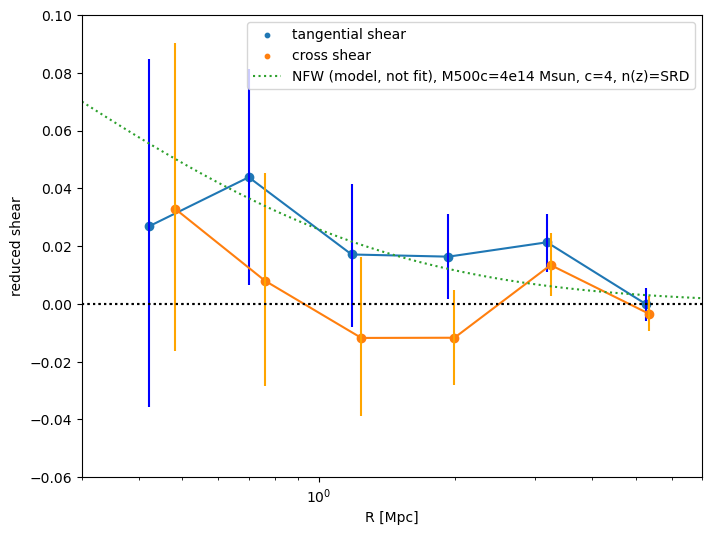 tangential shear
cross shear
NFW (model, not fit), M500c=4e14 Msun, c=4, n(z)=SRD
0.10
0.08
0.06
0.04
0.02
0.00
−0.02
−0.04
−0.06
reduced shear
10⁰
R [Mpc]